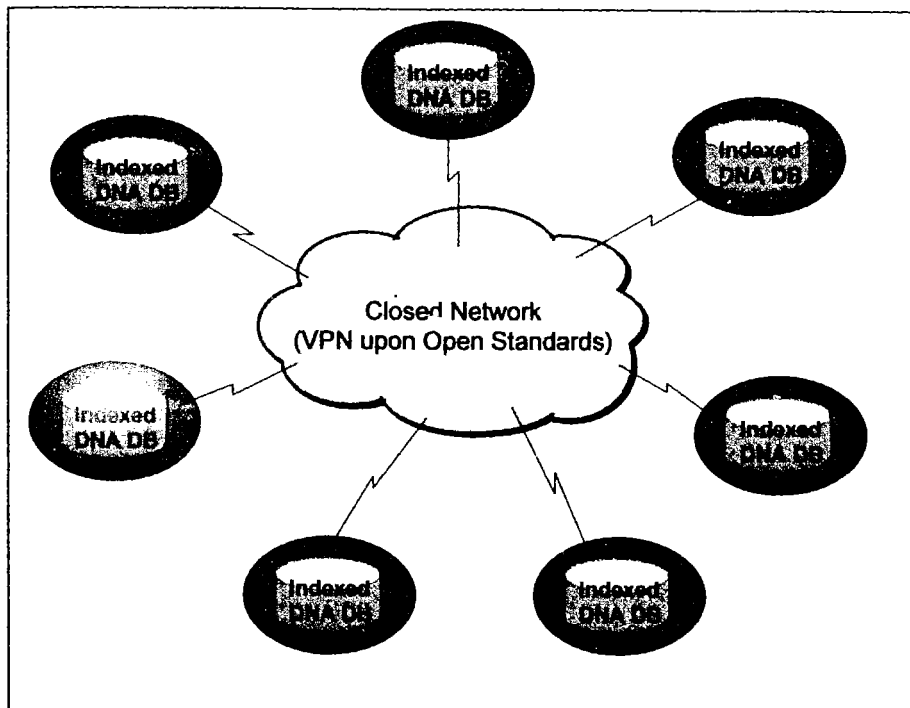 Indexed
DNA DB
Indexed
DNA DB
Indexed
DNA DB
Closed Network
(VPN upon Open Standards)
Indexed
DNA DB
Indexed
DNA DB
Indexed
DNA DB
Indexed
DNA DB